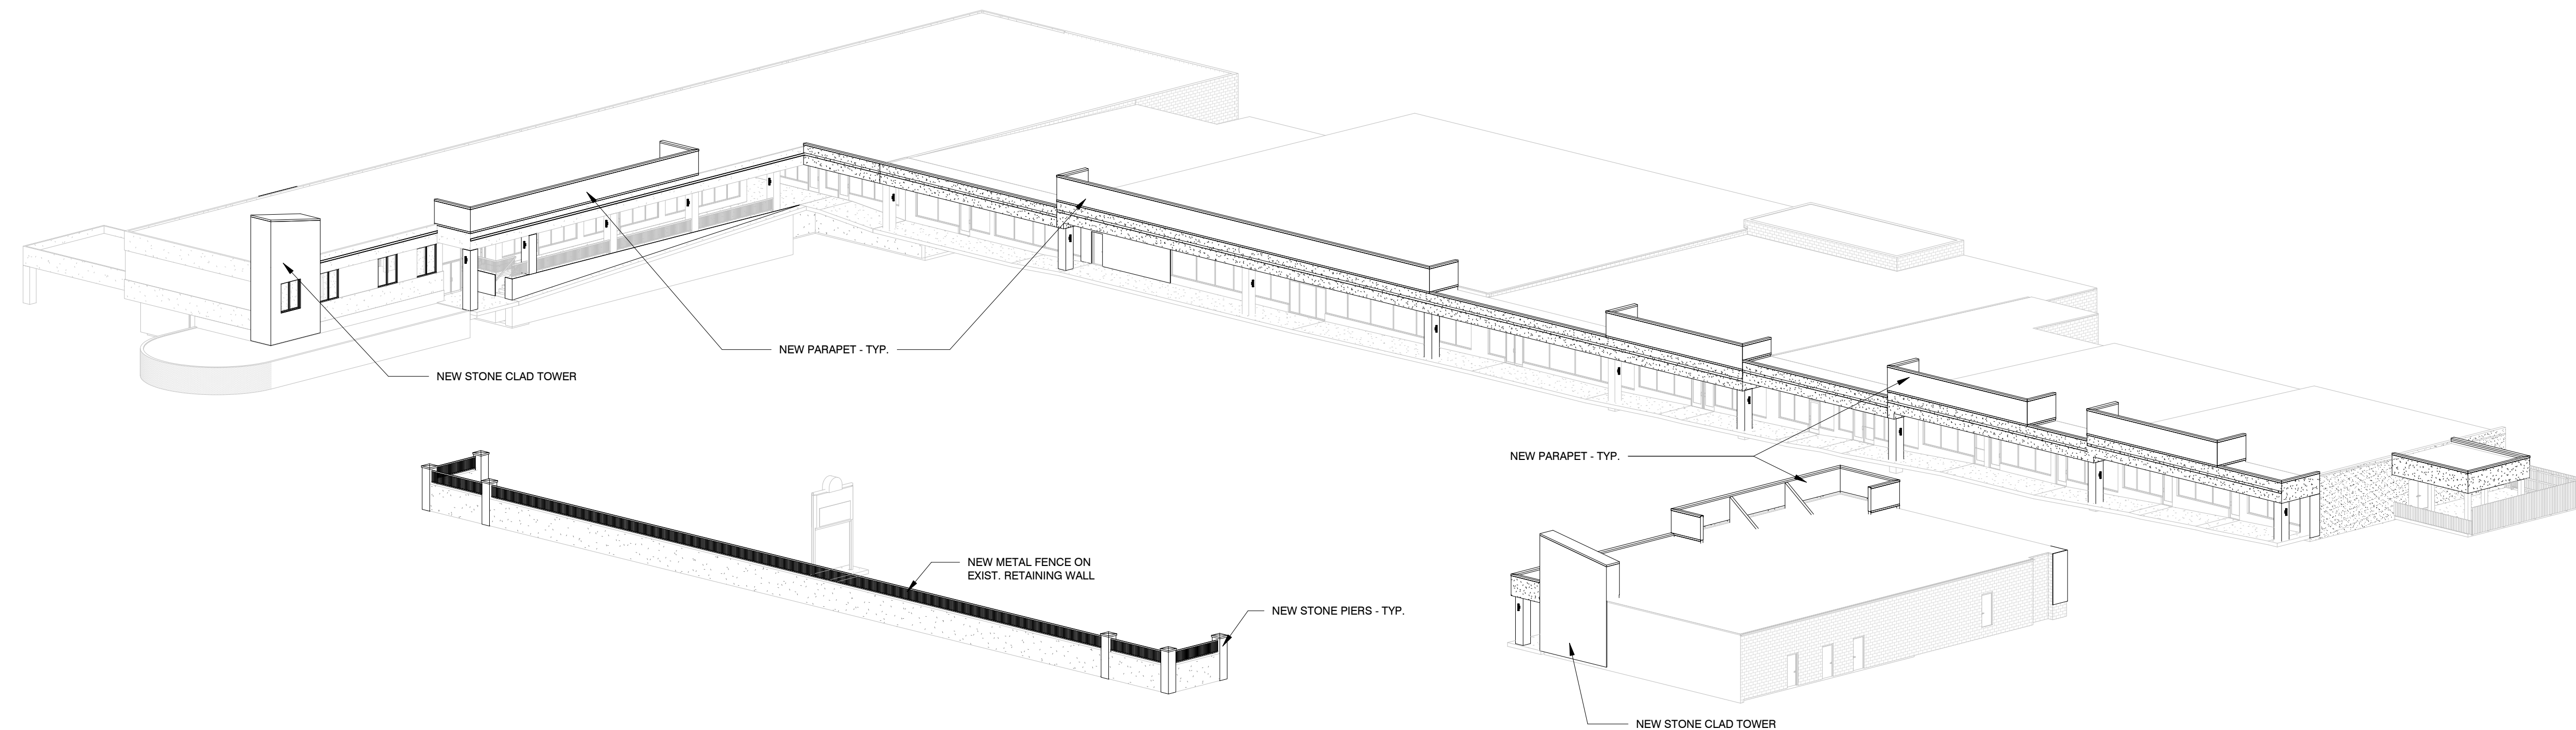 NEW PARAPET - TYP.
NEW STONE CLAD TOWER
NEW PARAPET - TYP.
NEW METAL FENCE ON
EXIST. RETAINING WALL
NEW STONE PIERS - TYP.
NEW STONE CLAD TOWER